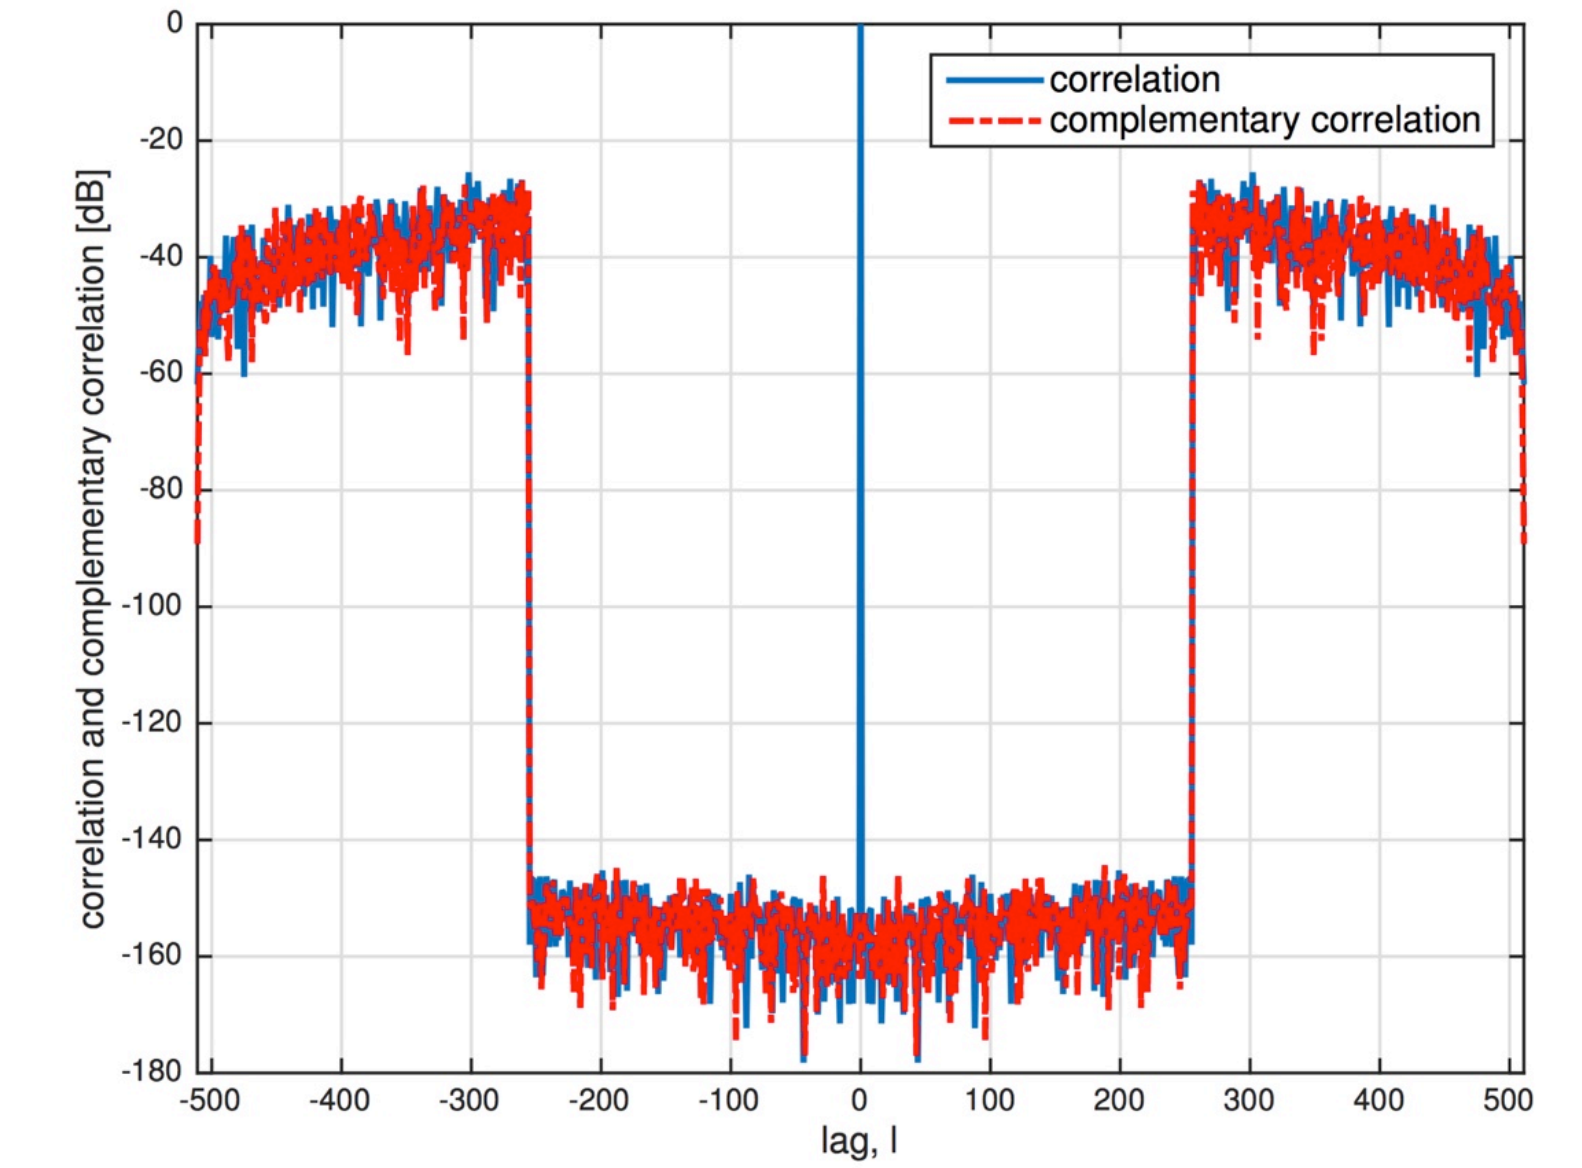 correlation and complementary correlation [dB]
0
-20
-40
-60
-80
-100
-120
-140
-160
-180
correlation
complementary correlation
-500 -400 -300 -200 -100 0 100 200 300 400 500
lag, l